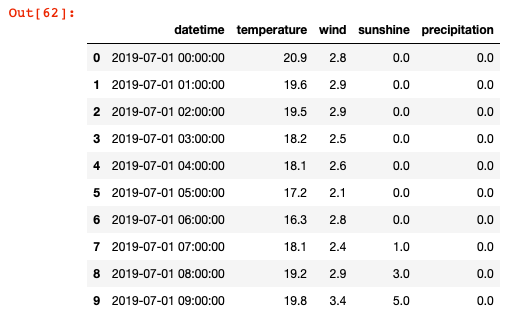 Out[62]:
datetime temperature wind sunshine precipitation
0 2019-07-01 00:00:00 20.9 2.8 0.0 0.0
1 2019-07-01 01:00:00 19.6 2.9 0.0 0.0
2 2019-07-01 02:00:00 19.5 2.9 0.0 0.0
3 2019-07-01 03:00:00 18.2 2.5 0.0 0.0
4 2019-07-01 04:00:00 18.1 2.6 0.0 0.0
5 2019-07-01 05:00:00 17.2 2.1 0.0 0.0
6 2019-07-01 06:00:00 16.3 2.8 0.0 0.0
7 2019-07-01 07:00:00 18.1 2.4 1.0 0.0
8 2019-07-01 08:00:00 19.2 2.9 3.0 0.0
9 2019-07-01 09:00:00 19.8 3.4 5.0 0.0